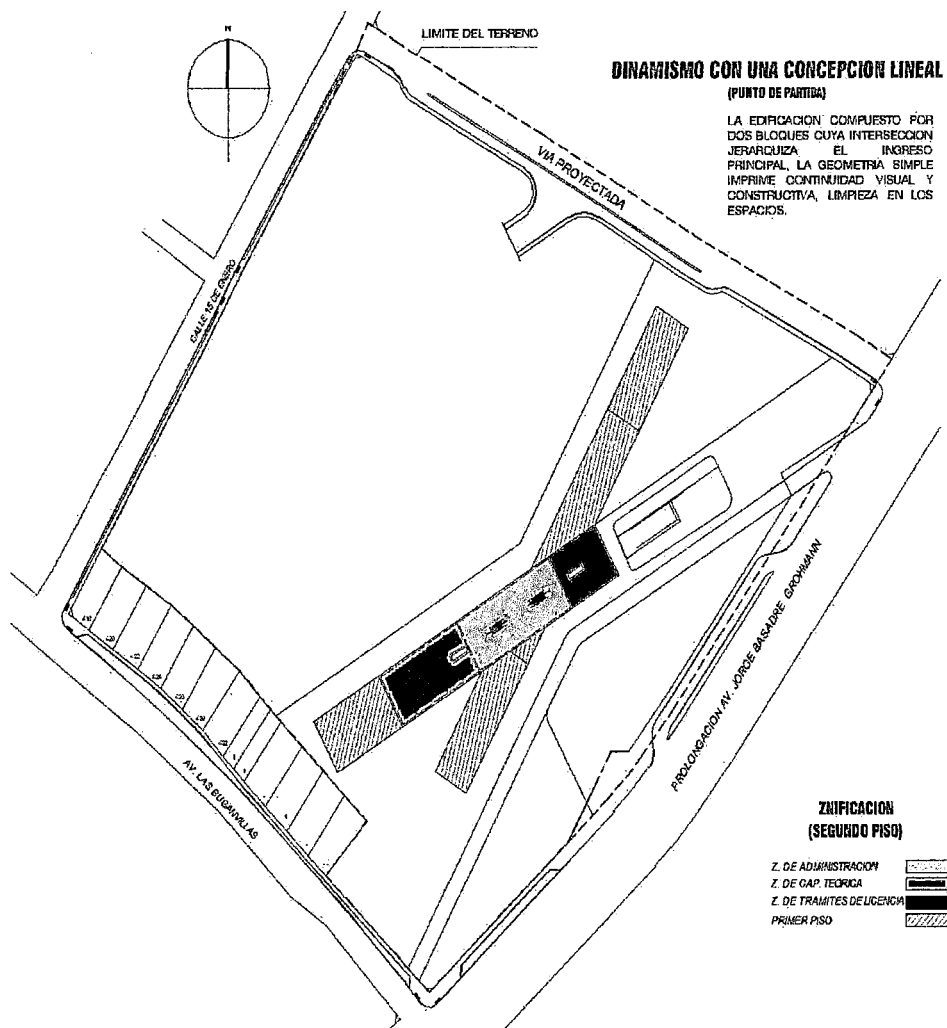 N
LIMITE DEL TERRENO
DINAMISMO CON UNA CONCEPCION LINEAL
(PUNTO DE PARTIDA)
LA EDIFICACION COMPUESTO POR
DOS BLOQUES CUYA INTERSECCION
JERARQUIZA EL INGRESO
PRINCIPAL, LA GEOMETRIA SIMPLE
IMPRIME CONTINUIDAD VISUAL Y
CONSTRUCTIVA, LIMPIEZA EN LOS
ESPACIOS.
VIA PROYECTADA
CALLE 15 DE ENERO
AV. LAS BUGANVILLAS
PROLONGACION AV. JORGE BASADRE GROHMANN
ZNIFICACION
(SEGUNDO PISO)
Z. DE ADMINISTRACION
Z. DE CAP. TEORICA
Z. DE TRAMITES DE LICENCIA
PRIMER PISO